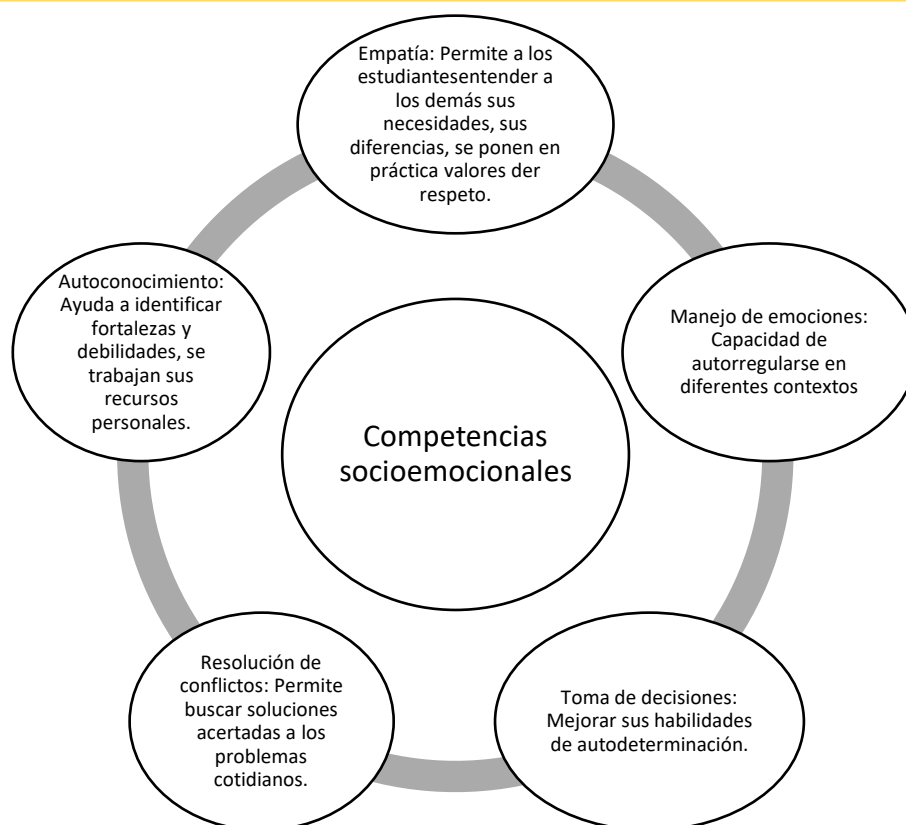 Empatía: Permite a los
estudiantesentender a
los demás sus
necesidades, sus
diferencias, se ponen en
práctica valores der
respeto.
Manejo de emociones:
Capacidad de
autorregularse en
diferentes contextos
Toma de decisiones:
Mejorar sus habilidades
de autodeterminación.
Resolución de
conflictos: Permite
buscar soluciones
acertadas a los
problemas
cotidianos.
Autoconocimiento:
Ayuda a identificar
fortalezas y
debilidades, se
trabajan sus
recursos
personales.
Competencias
socioemocionales